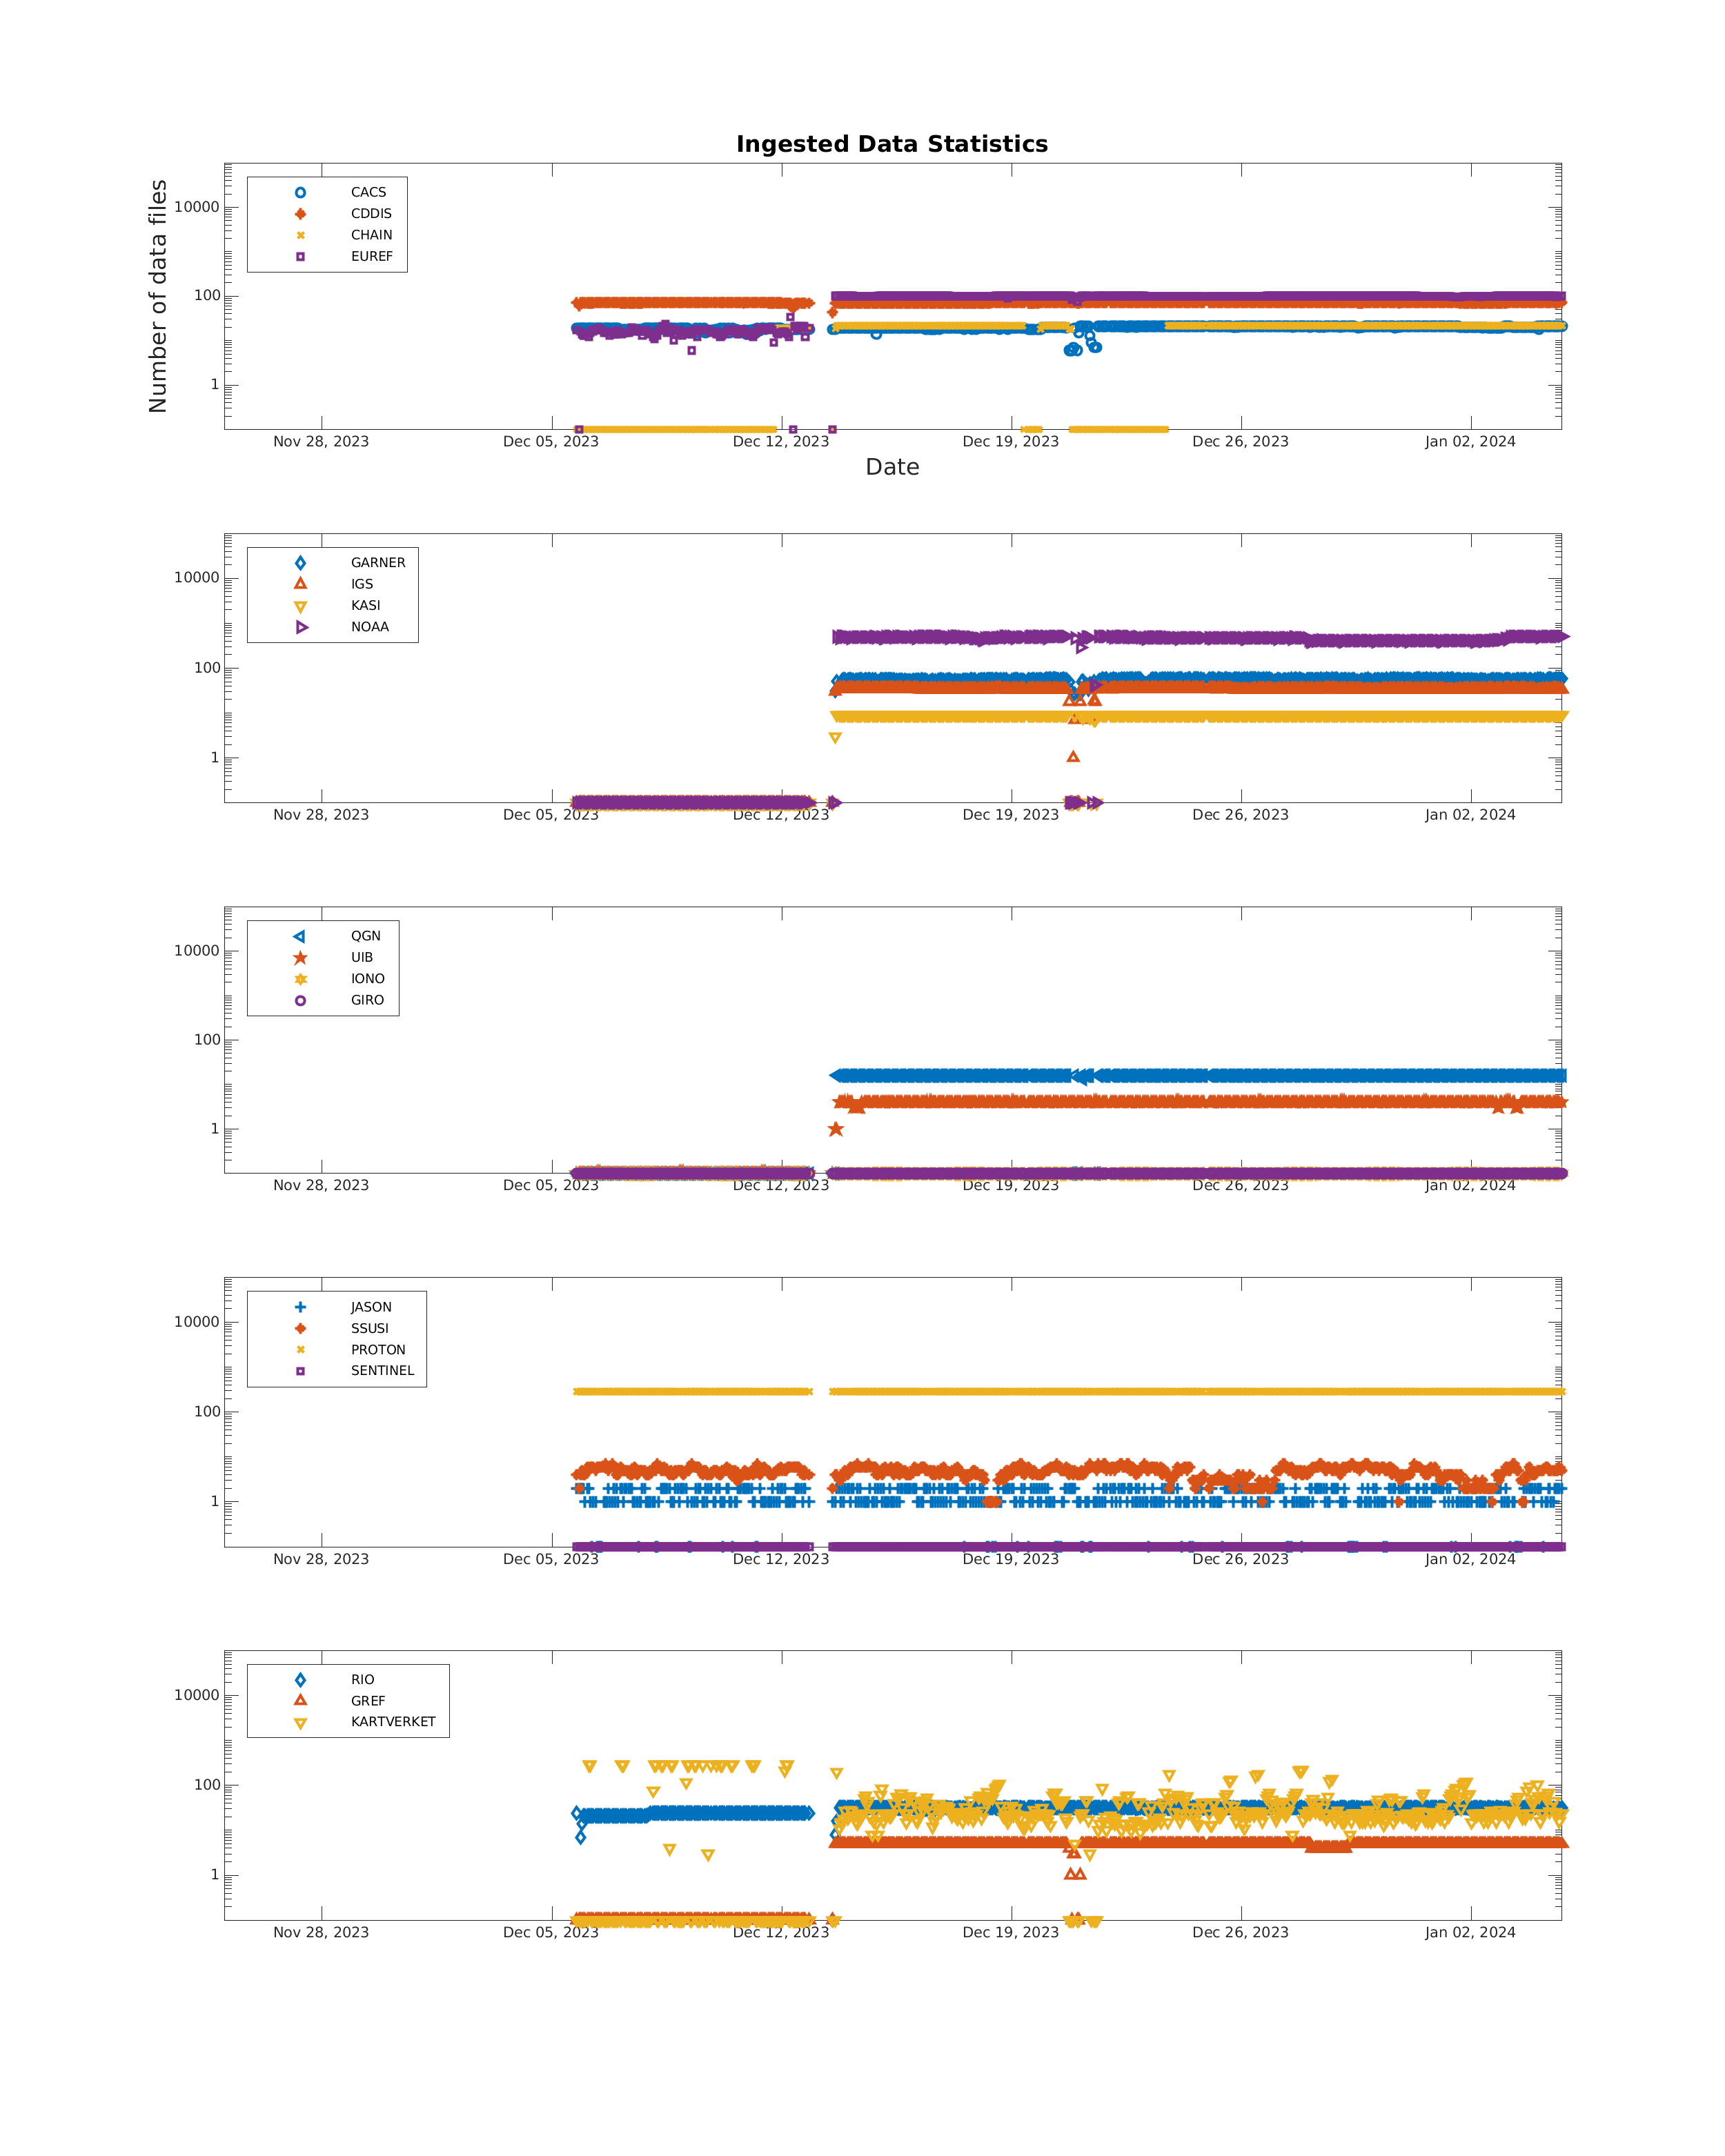 Ingested Data Statistics
Number of data files
10000
100
1
CACS
CDDIS
CHAIN
EUREF
Nov 28, 2023 Dec 05, 2023 Dec 12, 2023 Dec 19, 2023 Dec 26, 2023 Jan 02, 2024
Date
10000
100
1
GARNER
IGS
KASI
NOAA
Nov 28, 2023 Dec 05, 2023 Dec 12, 2023 Dec 19, 2023 Dec 26, 2023 Jan 02, 2024
10000
100
1
QGN
UIB
IONO
GIRO
Nov 28, 2023 Dec 05, 2023 Dec 12, 2023 Dec 19, 2023 Dec 26, 2023 Jan 02, 2024
10000
100
1
JASON
SSUSI
PROTON
SENTINEL
Nov 28, 2023 Dec 05, 2023 Dec 12, 2023 Dec 19, 2023 Dec 26, 2023 Jan 02, 2024
10000
100
1
RIO
GREF
KARTVERKET
Nov 28, 2023 Dec 05, 2023 Dec 12, 2023 Dec 19, 2023 Dec 26, 2023 Jan 02, 2024